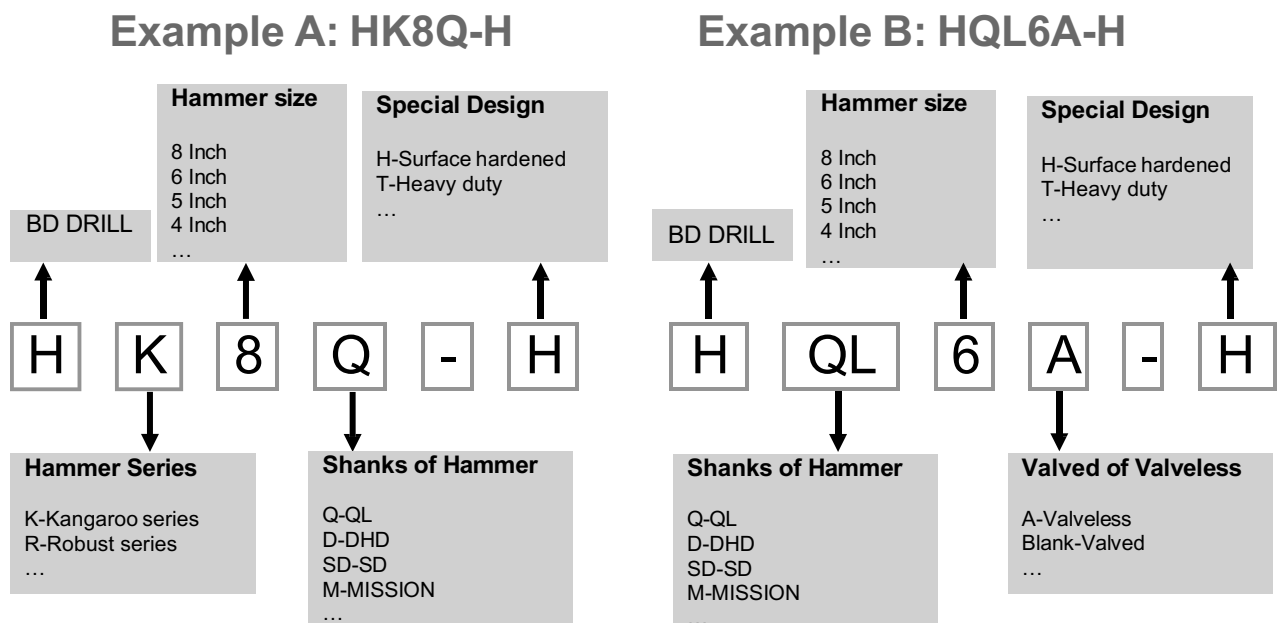 Example A: HK8Q-H
BD DRILL
Hammer size
8 Inch
6 Inch
5 Inch
4 Inch
…
Special Design
H-Surface hardened
T-Heavy duty
…
H K 8 Q - H
Hammer Series
K-Kangaroo series
R-Robust series
…
Shanks of Hammer
Q-QL
D-DHD
SD-SD
M-MISSION
…
Example B: HQL6A-H
BD DRILL
Hammer size
8 Inch
6 Inch
5 Inch
4 Inch
…
Special Design
H-Surface hardened
T-Heavy duty
…
H QL 6 A - H
Shanks of Hammer
Q-QL
D-DHD
SD-SD
M-MISSION
…
Valved of Valveless
A-Valveless
Blank-Valved
…